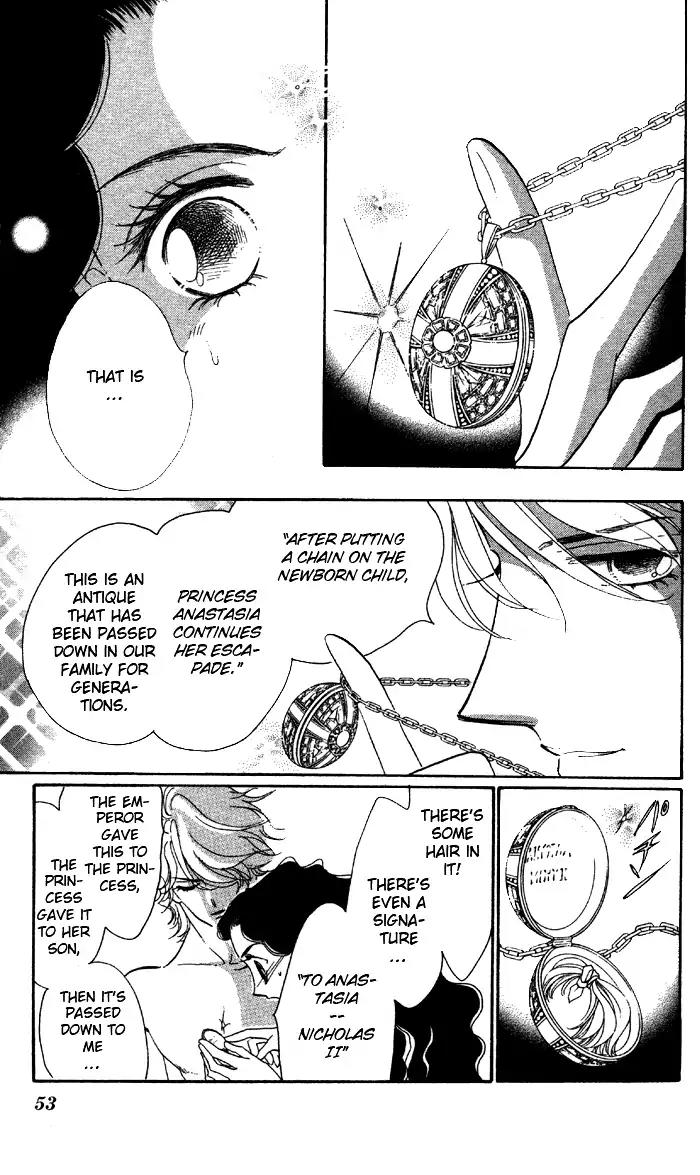 THAT IS
...
"AFTER PUTTING
A CHAIN ON THE
NEWBORN CHILD,
PRINCESS
ANASTASIA
CONTINUES
HER ESCA-
PADE."
THIS IS AN
ANTIQUE
THAT HAS
BEEN PASSED
DOWN IN OUR
FAMILY FOR
GENERA-
TIONS.
THERE'S
SOME
HAIR IN
IT!
THERE'S
EVEN A
SIGNA-
TURE
...
"TO ANAS-
TASIA
--
NICHOLAS
II"
THE EM-
PEROR
GAVE
THIS TO
THE PRIN-
CESS,
THE
PRIN-
CESS
GAVE IT
TO HER
SON,
THEN IT'S
PASSED
DOWN TO
ME
...
53